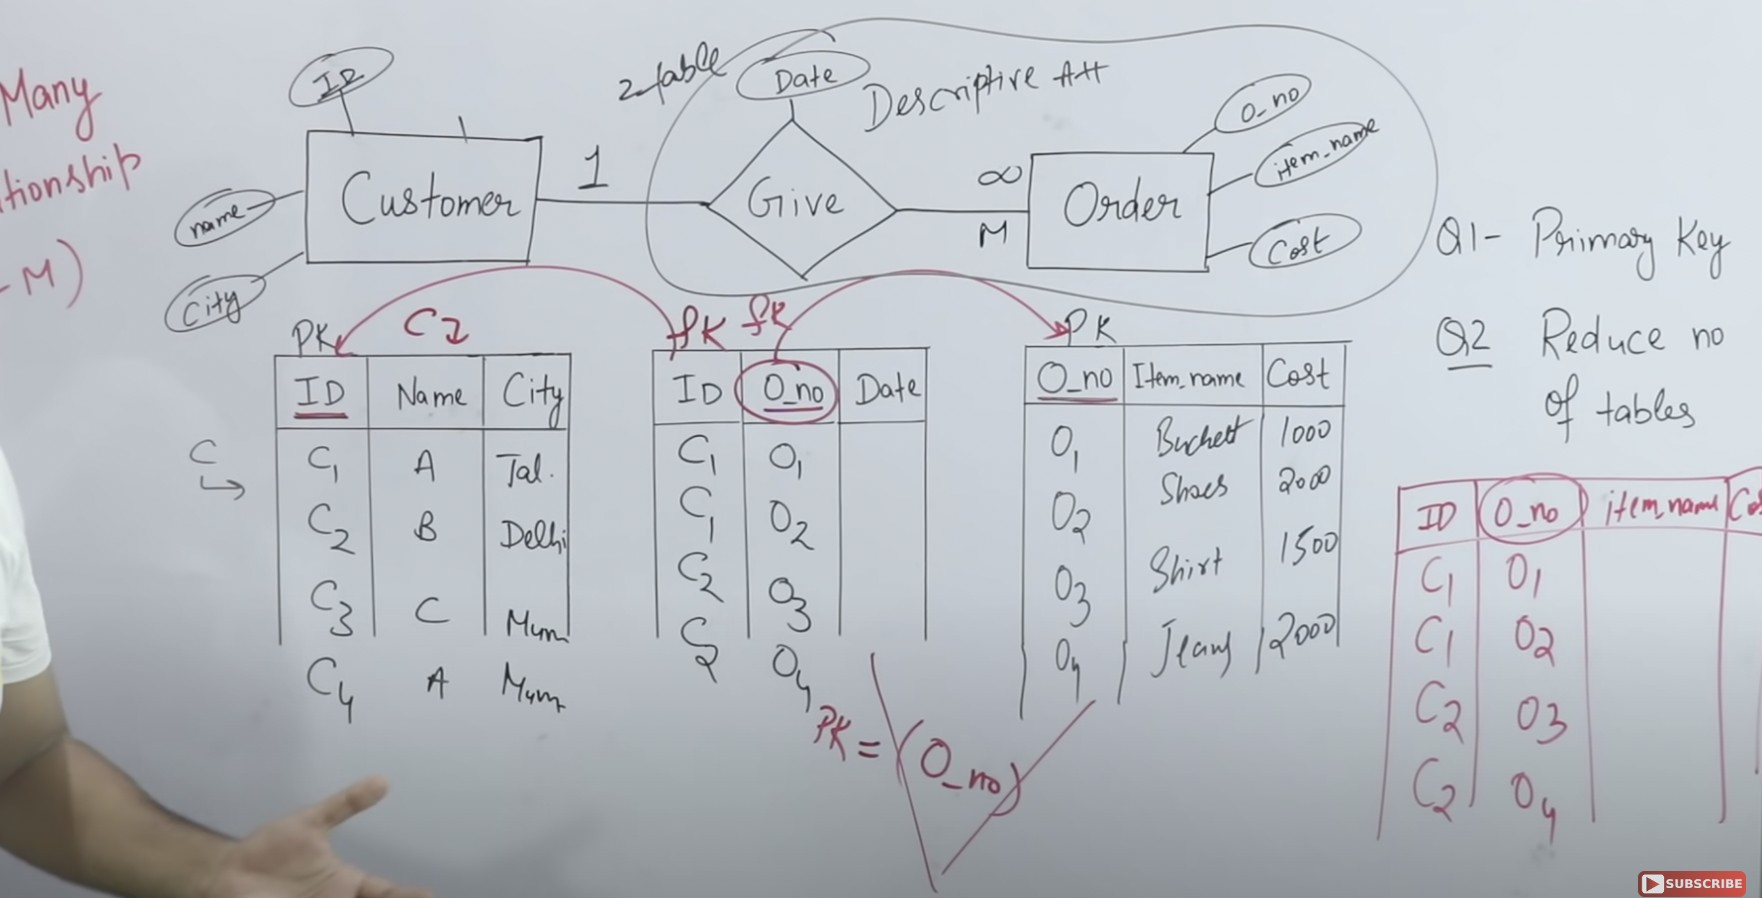 Many
tionship
- M)
ID
name
City
Customer
1
2 table
Date
Descriptive Att
Give
∞
M
Order
O_no
item_name
Cost
Q1- Primary Key
Q2 Reduce no
of tables
PK
C2
fK fK
PK
ID Name City
C1 A Jal.
C2 B Delhi
C3 C Mum
C4 A Mum
C
ID O_no Date
C1 O1
C1 O2
C2 O3
C2 O4
PK = (O_no)
O_no Item_name Cost
O1 Buckett 1000
O2 Shoes 2000
O3 Shirt 1500
O4 Jeans 2000
ID O_no item_name Cos
C1 O1
C1 O2
C2 O3
C2 O4
SUBSCRIBE